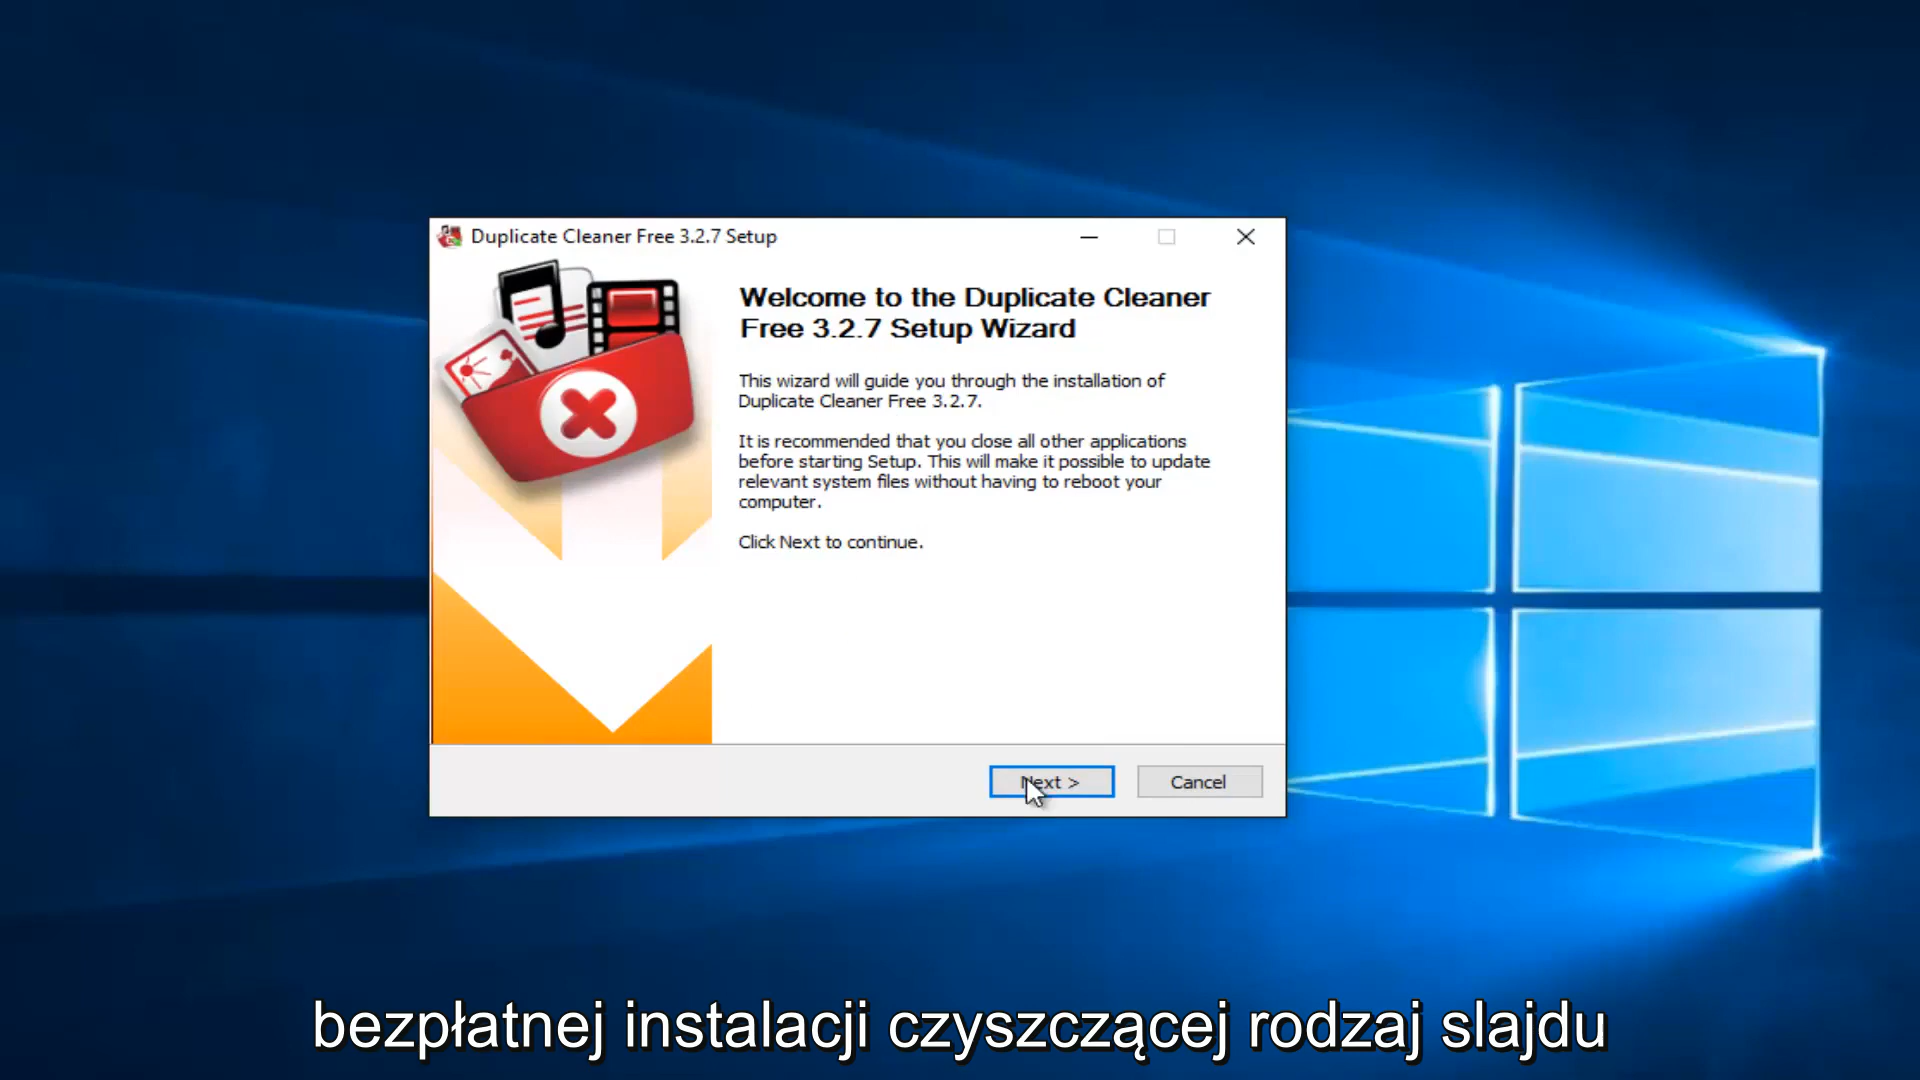 Duplicate Cleaner Free 3.2.7 Setup
Welcome to the Duplicate Cleaner
Free 3.2.7 Setup Wizard
This wizard will guide you through the installation of
Duplicate Cleaner Free 3.2.7.
It is recommended that you close all other applications
before starting Setup. This will make it possible to update
relevant system files without having to reboot your
computer.
Click Next to continue.
Next >
Cancel
bezpłatnej instalacji czyszczącej rodzaj slajdu